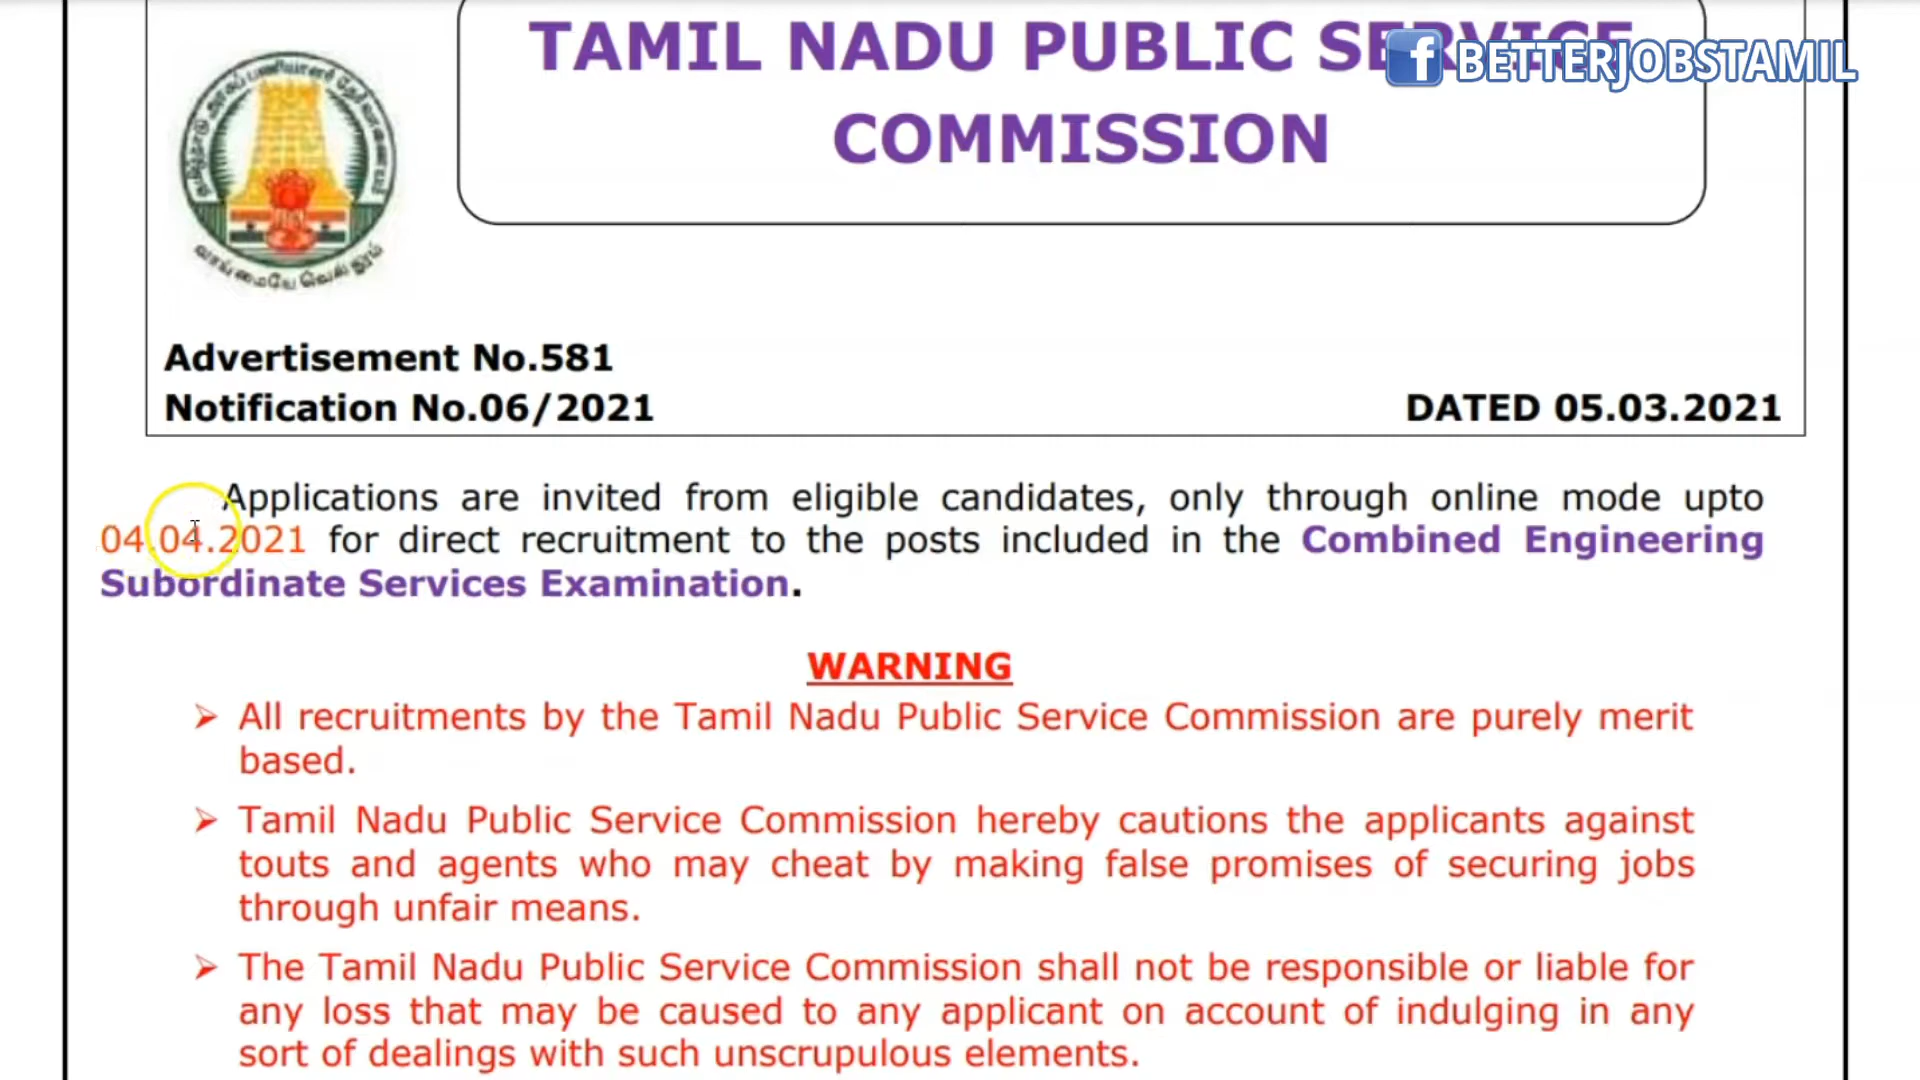 TAMIL NADU PUBLIC SERVICE
BETTERJOBSTAMIL
COMMISSION
தமிழ்நாடு அரசுப் பணியாளர் தேர்வாணையம்
வாய்மையே வெல்லும்
Advertisement No.581
Notification No.06/2021
DATED 05.03.2021
Applications are invited from eligible candidates, only through online mode upto
04.04.2021 for direct recruitment to the posts included in the Combined Engineering
Subordinate Services Examination.
WARNING
➢ All recruitments by the Tamil Nadu Public Service Commission are purely merit
based.
➢ Tamil Nadu Public Service Commission hereby cautions the applicants against
touts and agents who may cheat by making false promises of securing jobs
through unfair means.
➢ The Tamil Nadu Public Service Commission shall not be responsible or liable for
any loss that may be caused to any applicant on account of indulging in any
sort of dealings with such unscrupulous elements.